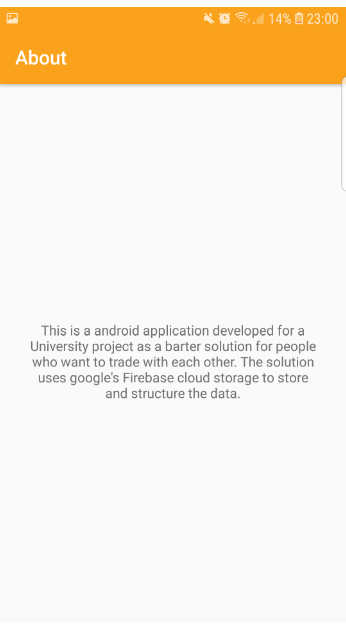 14% 23:00
About
This is a android application developed for a
University project as a barter solution for people
who want to trade with each other. The solution
uses google's Firebase cloud storage to store
and structure the data.